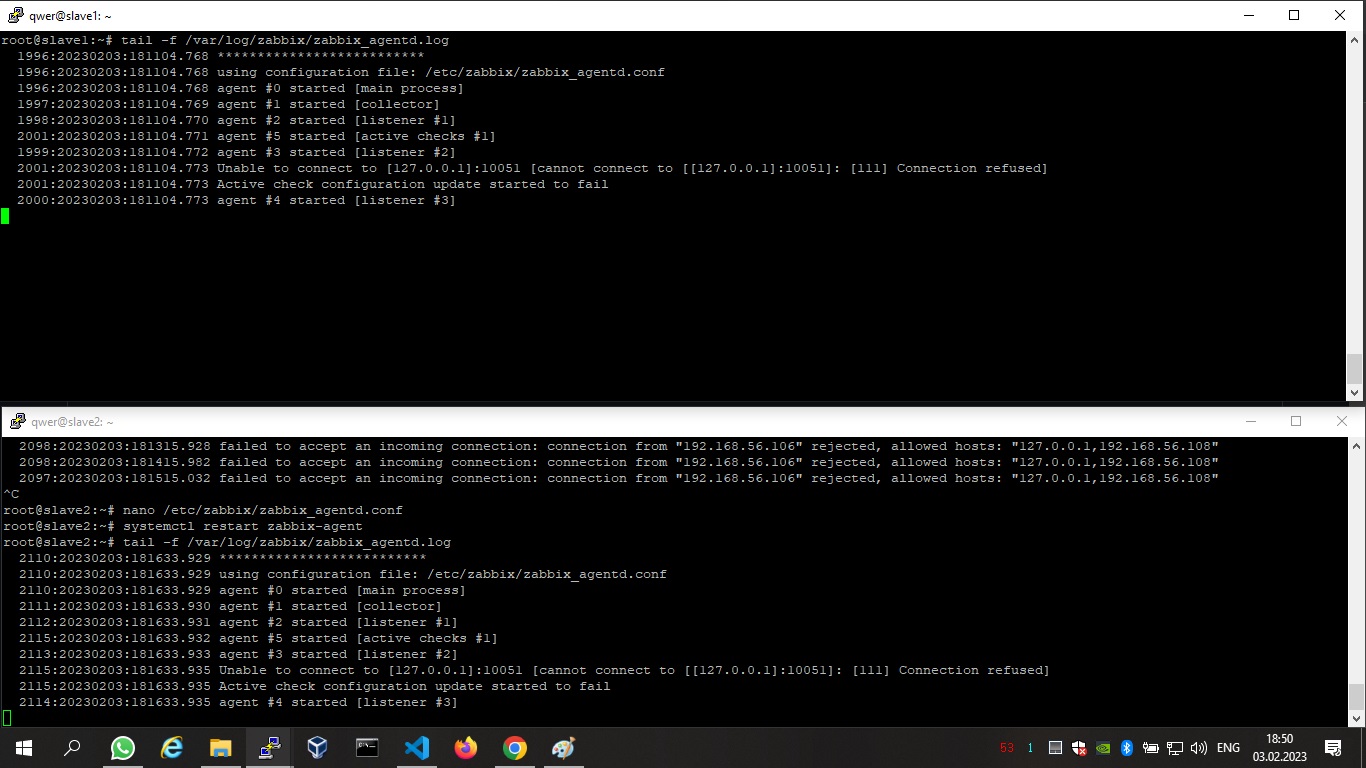 qwer@slave1: ~
root@slave1:~# tail -f /var/log/zabbix/zabbix_agentd.log
1996:20230203:181104.768 **************************
1996:20230203:181104.768 using configuration file: /etc/zabbix/zabbix_agentd.conf
1996:20230203:181104.768 agent #0 started [main process]
1997:20230203:181104.769 agent #1 started [collector]
1998:20230203:181104.770 agent #2 started [listener #1]
2001:20230203:181104.771 agent #5 started [active checks #1]
1999:20230203:181104.772 agent #3 started [listener #2]
2001:20230203:181104.773 Unable to connect to [127.0.0.1]:10051 [cannot connect to [[127.0.0.1]:10051]: [111] Connection refused]
2001:20230203:181104.773 Active check configuration update started to fail
2000:20230203:181104.773 agent #4 started [listener #3]
qwer@slave2: ~
2098:20230203:181315.928 failed to accept an incoming connection: connection from "192.168.56.106" rejected, allowed hosts: "127.0.0.1,192.168.56.108"
2098:20230203:181415.982 failed to accept an incoming connection: connection from "192.168.56.106" rejected, allowed hosts: "127.0.0.1,192.168.56.108"
2097:20230203:181515.032 failed to accept an incoming connection: connection from "192.168.56.106" rejected, allowed hosts: "127.0.0.1,192.168.56.108"
^C
root@slave2:~# nano /etc/zabbix/zabbix_agentd.conf
root@slave2:~# systemctl restart zabbix-agent
root@slave2:~# tail -f /var/log/zabbix/zabbix_agentd.log
2110:20230203:181633.929 **************************
2110:20230203:181633.929 using configuration file: /etc/zabbix/zabbix_agentd.conf
2110:20230203:181633.929 agent #0 started [main process]
2111:20230203:181633.930 agent #1 started [collector]
2112:20230203:181633.931 agent #2 started [listener #1]
2115:20230203:181633.932 agent #5 started [active checks #1]
2113:20230203:181633.933 agent #3 started [listener #2]
2115:20230203:181633.935 Unable to connect to [127.0.0.1]:10051 [cannot connect to [[127.0.0.1]:10051]: [111] Connection refused]
2115:20230203:181633.935 Active check configuration update started to fail
2114:20230203:181633.935 agent #4 started [listener #3]
53 1 ENG
18:50
03.02.2023